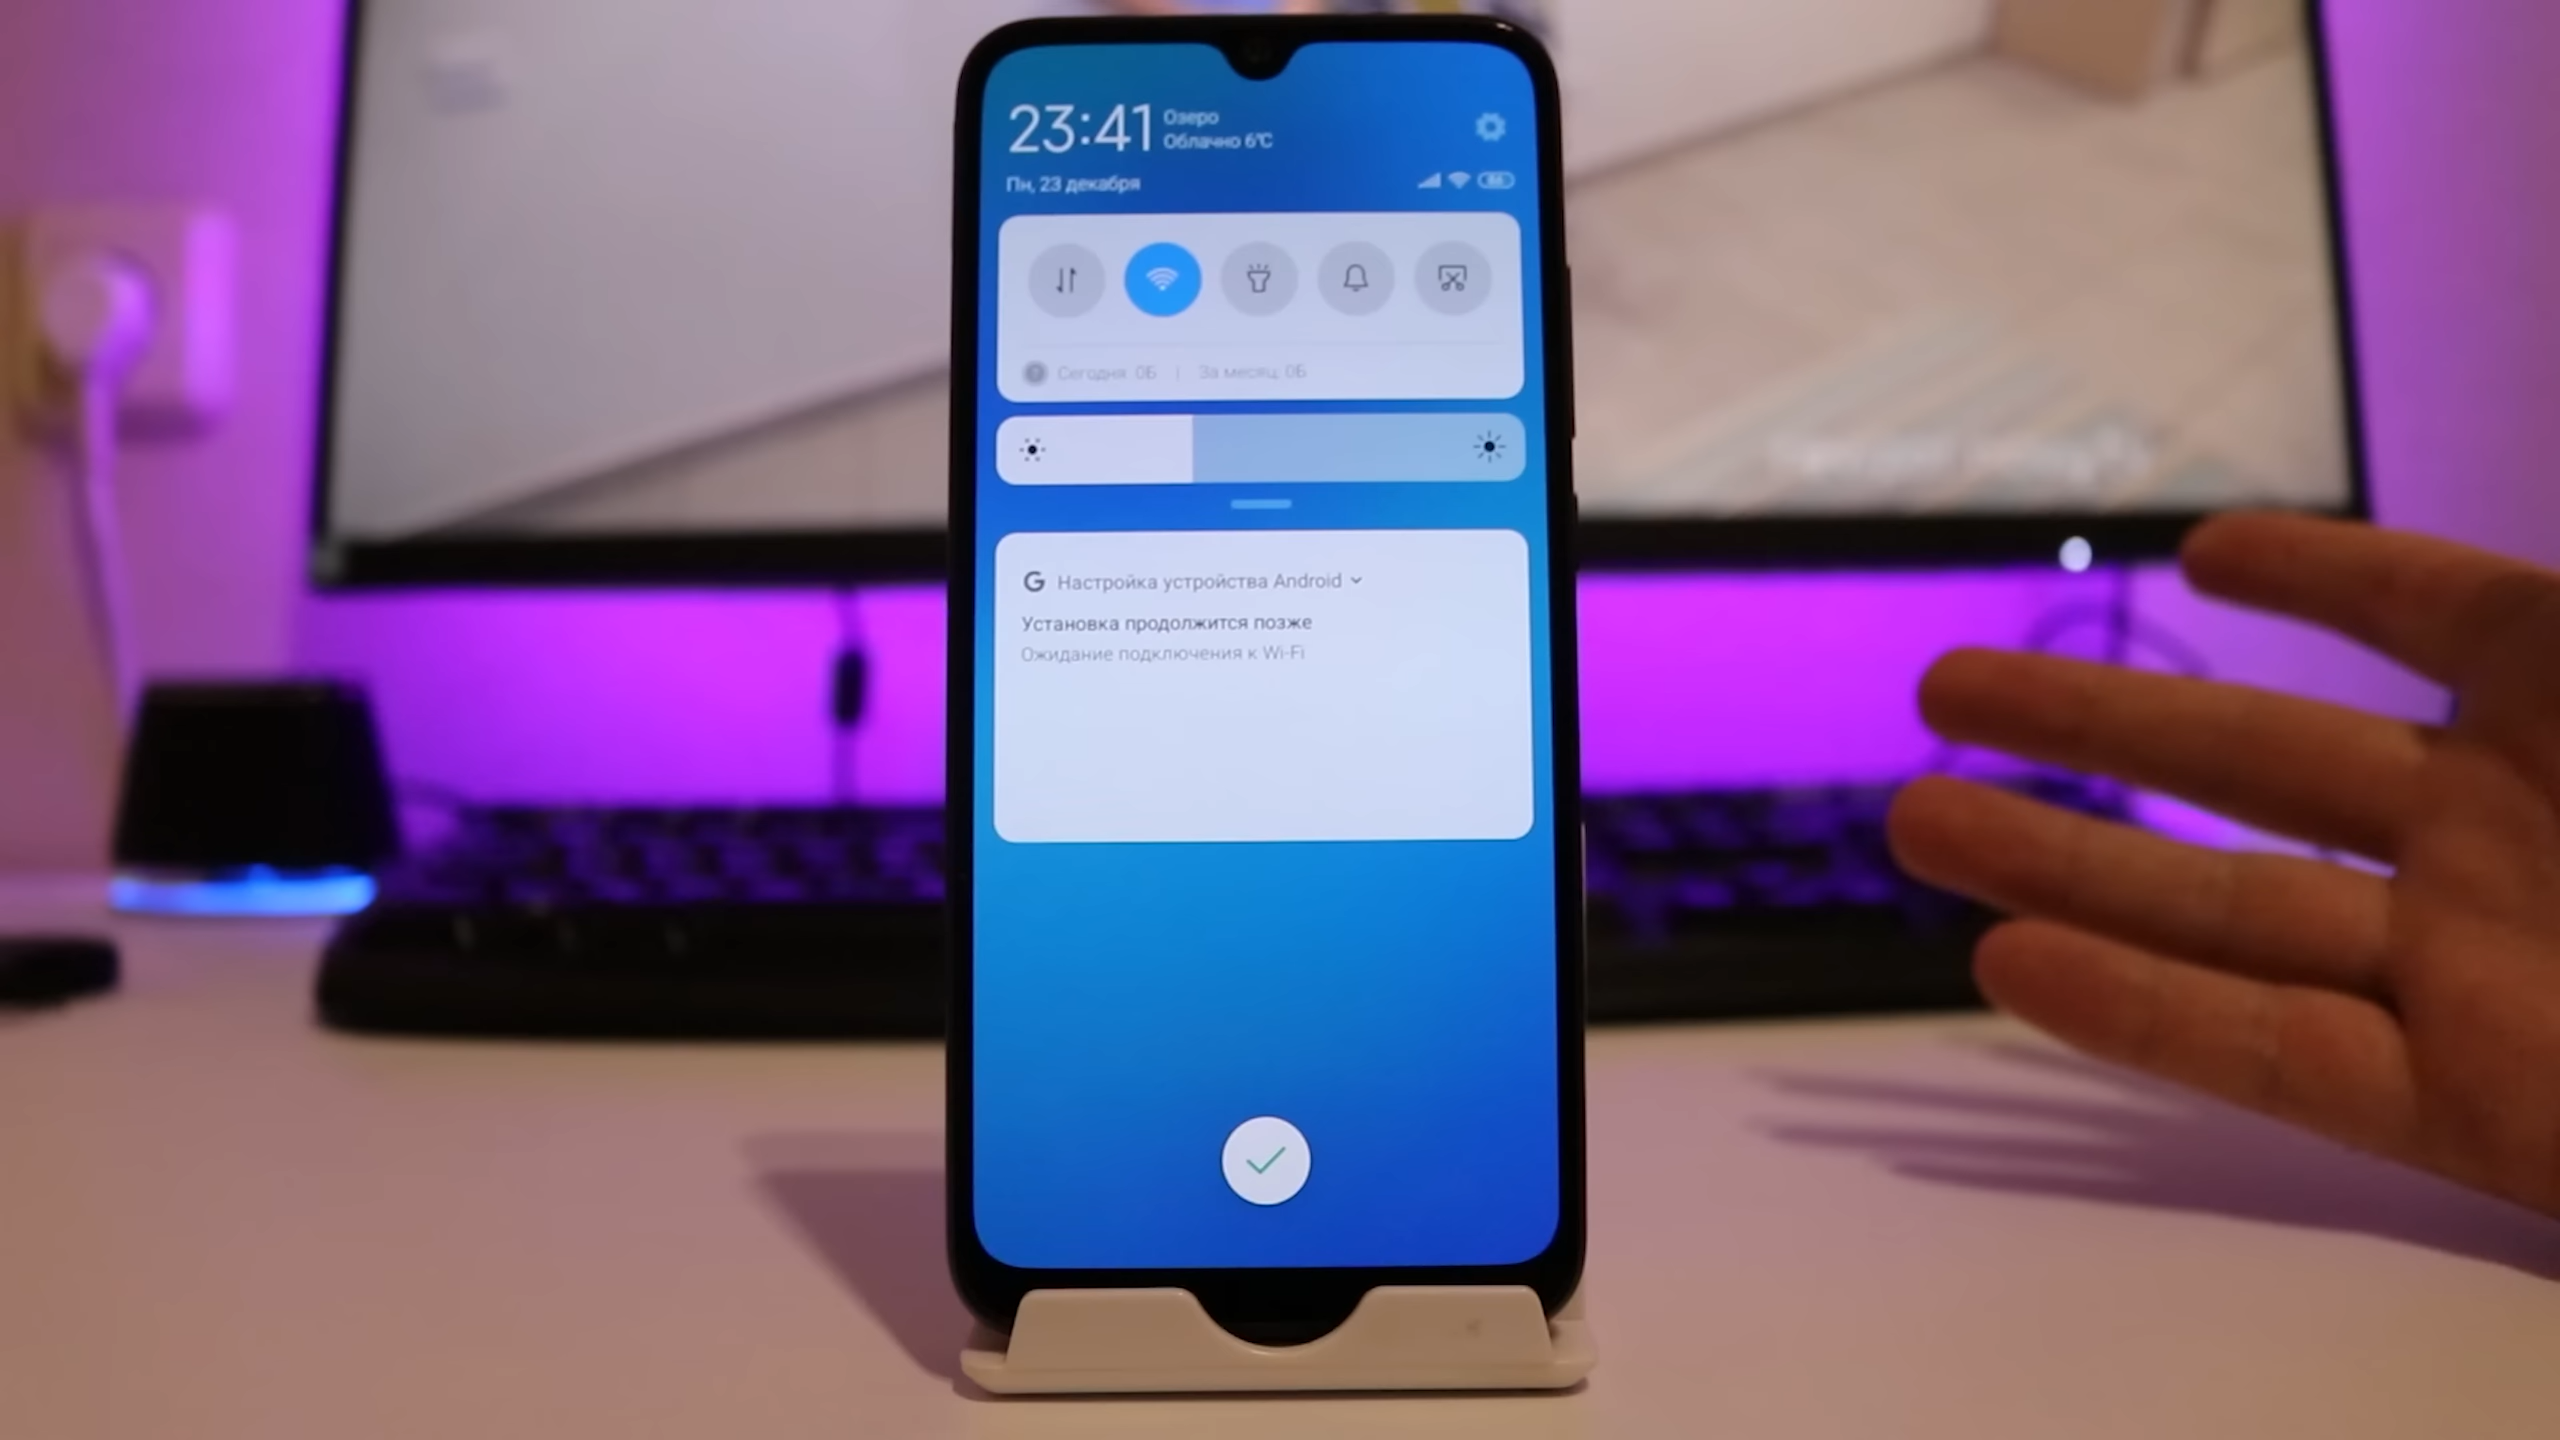 23:41
Озеро
Облачно 6°C
Пн, 23 декабря
Сегодня: 0Б | За месяц: 0Б
G Настройка устройства Android
Установка продолжится позже
Ожидание подключения к Wi-Fi